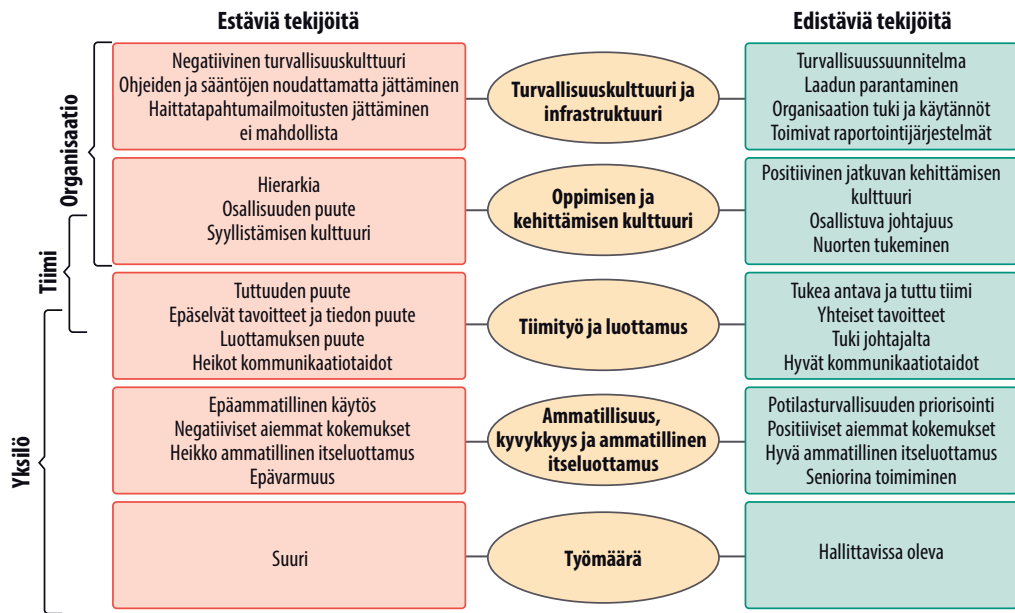 Estäviä tekijöitä
Edistäviä tekijöitä
Organisaatio
Tiimi
Yksilö
Negatiivinen turvallisuuskulttuuri
Ohjeiden ja sääntöjen noudattamatta jättäminen
Haittatapahtumailmoitusten jättäminen
ei mahdollista
Turvallisuuskulttuuri ja
infrastruktuuri
Turvallisuussuunnitelma
Laadun parantaminen
Organisaation tuki ja käytännöt
Toimivat raportointijärjestelmät
Hierarkia
Osallisuuden puute
Syyllistämisen kulttuuri
Oppimisen ja
kehittämisen kulttuuri
Positiivinen jatkuvan kehittämisen
kulttuuri
Osallistuva johtajuus
Nuorten tukeminen
Tuttuuden puute
Epäselvät tavoitteet ja tiedon puute
Luottamuksen puute
Heikot kommunikaatiotaidot
Tiimityö ja luottamus
Tukea antava ja tuttu tiimi
Yhteiset tavoitteet
Tuki johtajalta
Hyvät kommunikaatiotaidot
Epäammatillinen käytös
Negatiiviset aiemmat kokemukset
Heikko ammatillinen itseluottamus
Epävarmuus
Ammatillisuus,
kyvykkyys ja ammatillinen
itseluottamus
Potilasturvallisuuden priorisointi
Positiiviset aiemmat kokemukset
Hyvä ammatillinen itseluottamus
Seniorina toimiminen
Suuri
Työmäärä
Hallittavissa oleva